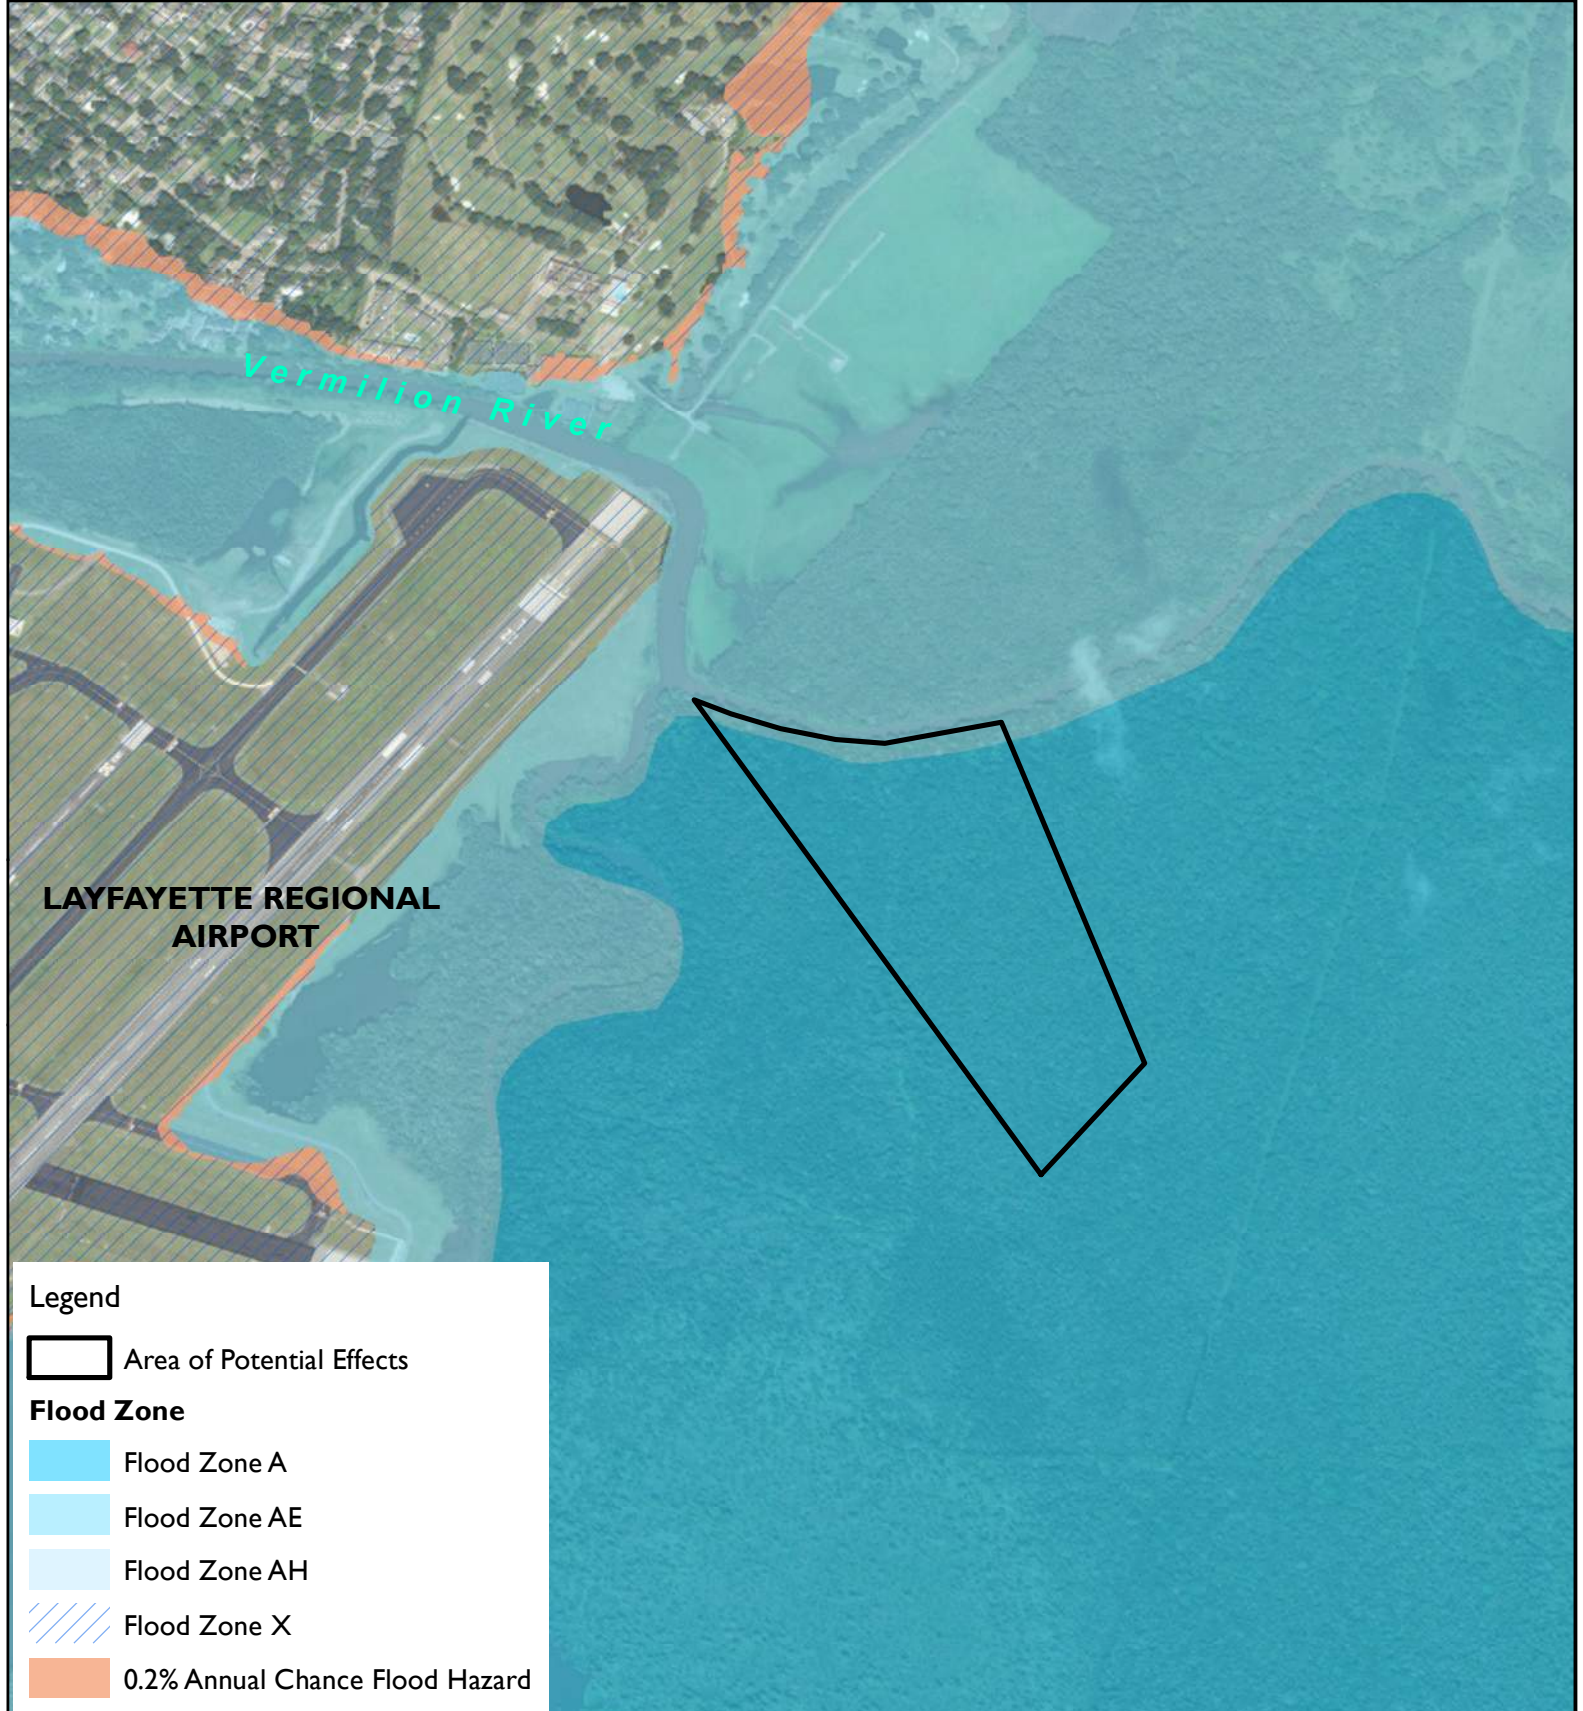 Vermilion River
LAYFAYETTE REGIONAL
AIRPORT
Legend
Area of Potential Effects
Flood Zone
Flood Zone A
Flood Zone AE
Flood Zone AH
Flood Zone X
0.2% Annual Chance Flood Hazard